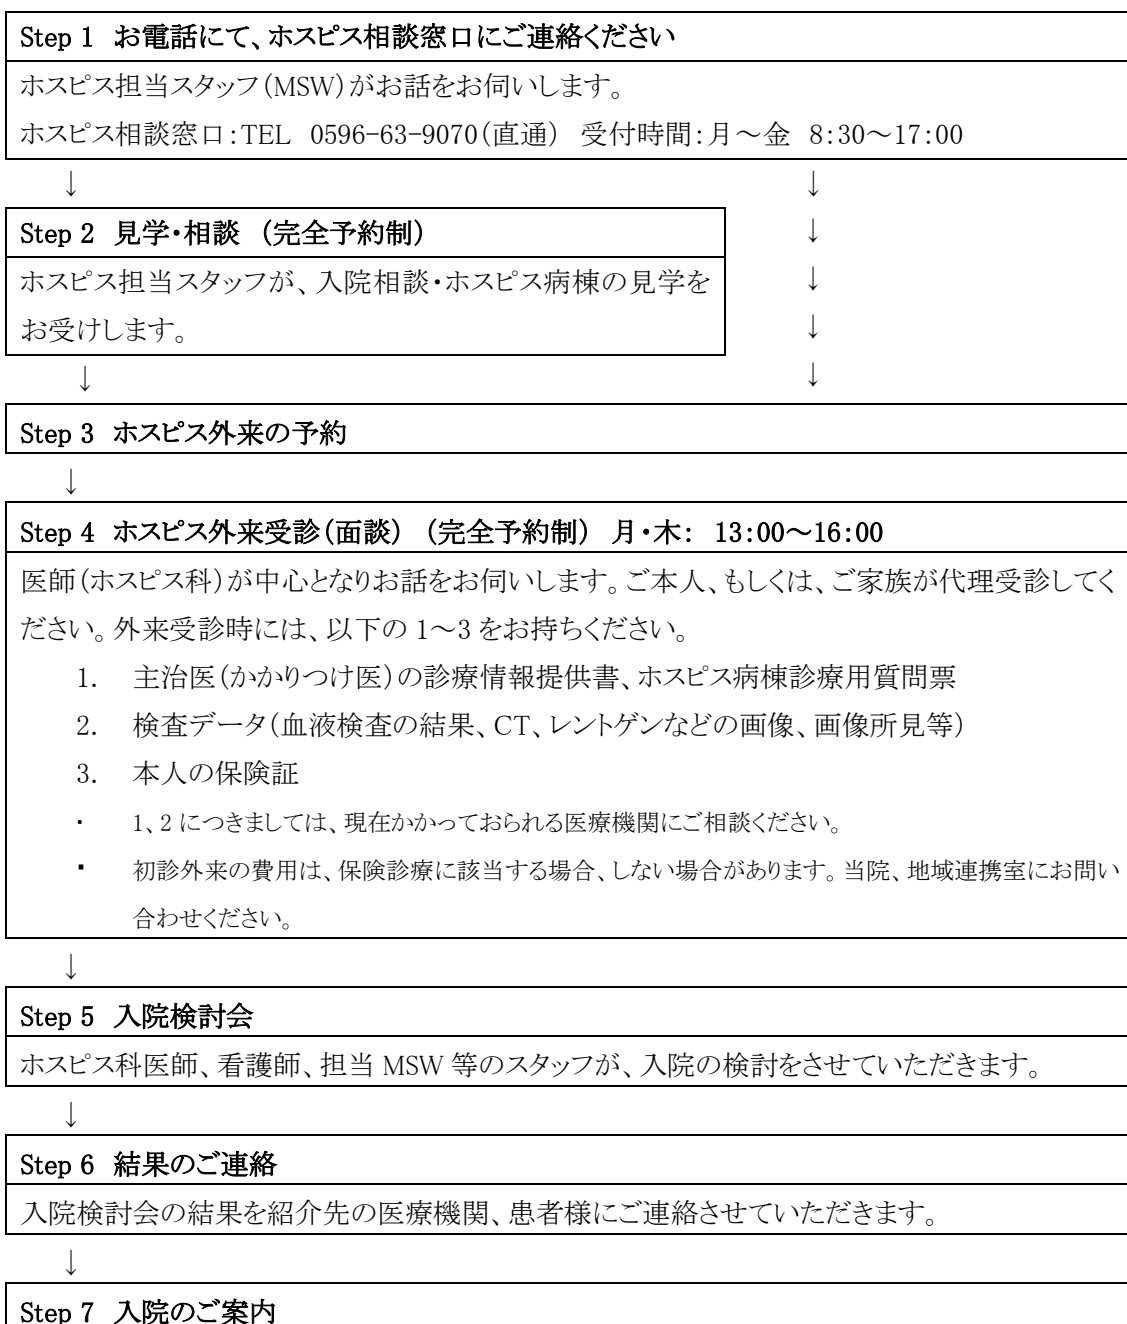 Step 1 お電話にて、ホスピス相談窓口にご連絡ください
ホスピス担当スタッフ(MSW)がお話をお伺いします。
ホスピス相談窓口:TEL 0596-63-9070(直通) 受付時間:月～金 8:30～17:00
↓ ↓
Step 2 見学・相談 (完全予約制) ↓
ホスピス担当スタッフが、入院相談・ホスピス病棟の見学を ↓
お受けします。 ↓
↓ ↓
Step 3 ホスピス外来の予約
↓
Step 4 ホスピス外来受診(面談) (完全予約制) 月・木: 13:00～16:00
医師(ホスピス科)が中心となりお話をお伺いします。ご本人、もしくは、ご家族が代理受診してく
ださい。外来受診時には、以下の 1～3 をお持ちください。
1. 主治医(かかりつけ医)の診療情報提供書、ホスピス病棟診療用質問票
2. 検査データ(血液検査の結果、CT、レントゲンなどの画像、画像所見等)
3. 本人の保険証
・ 1、2 につきましては、現在かかっておられる医療機関にご相談ください。
・ 初診外来の費用は、保険診療に該当する場合、しない場合があります。当院、地域連携室にお問い
合わせください。
↓
Step 5 入院検討会
ホスピス科医師、看護師、担当 MSW 等のスタッフが、入院の検討をさせていただきます。
↓
Step 6 結果のご連絡
入院検討会の結果を紹介先の医療機関、患者様にご連絡させていただきます。
↓
Step 7 入院のご案内